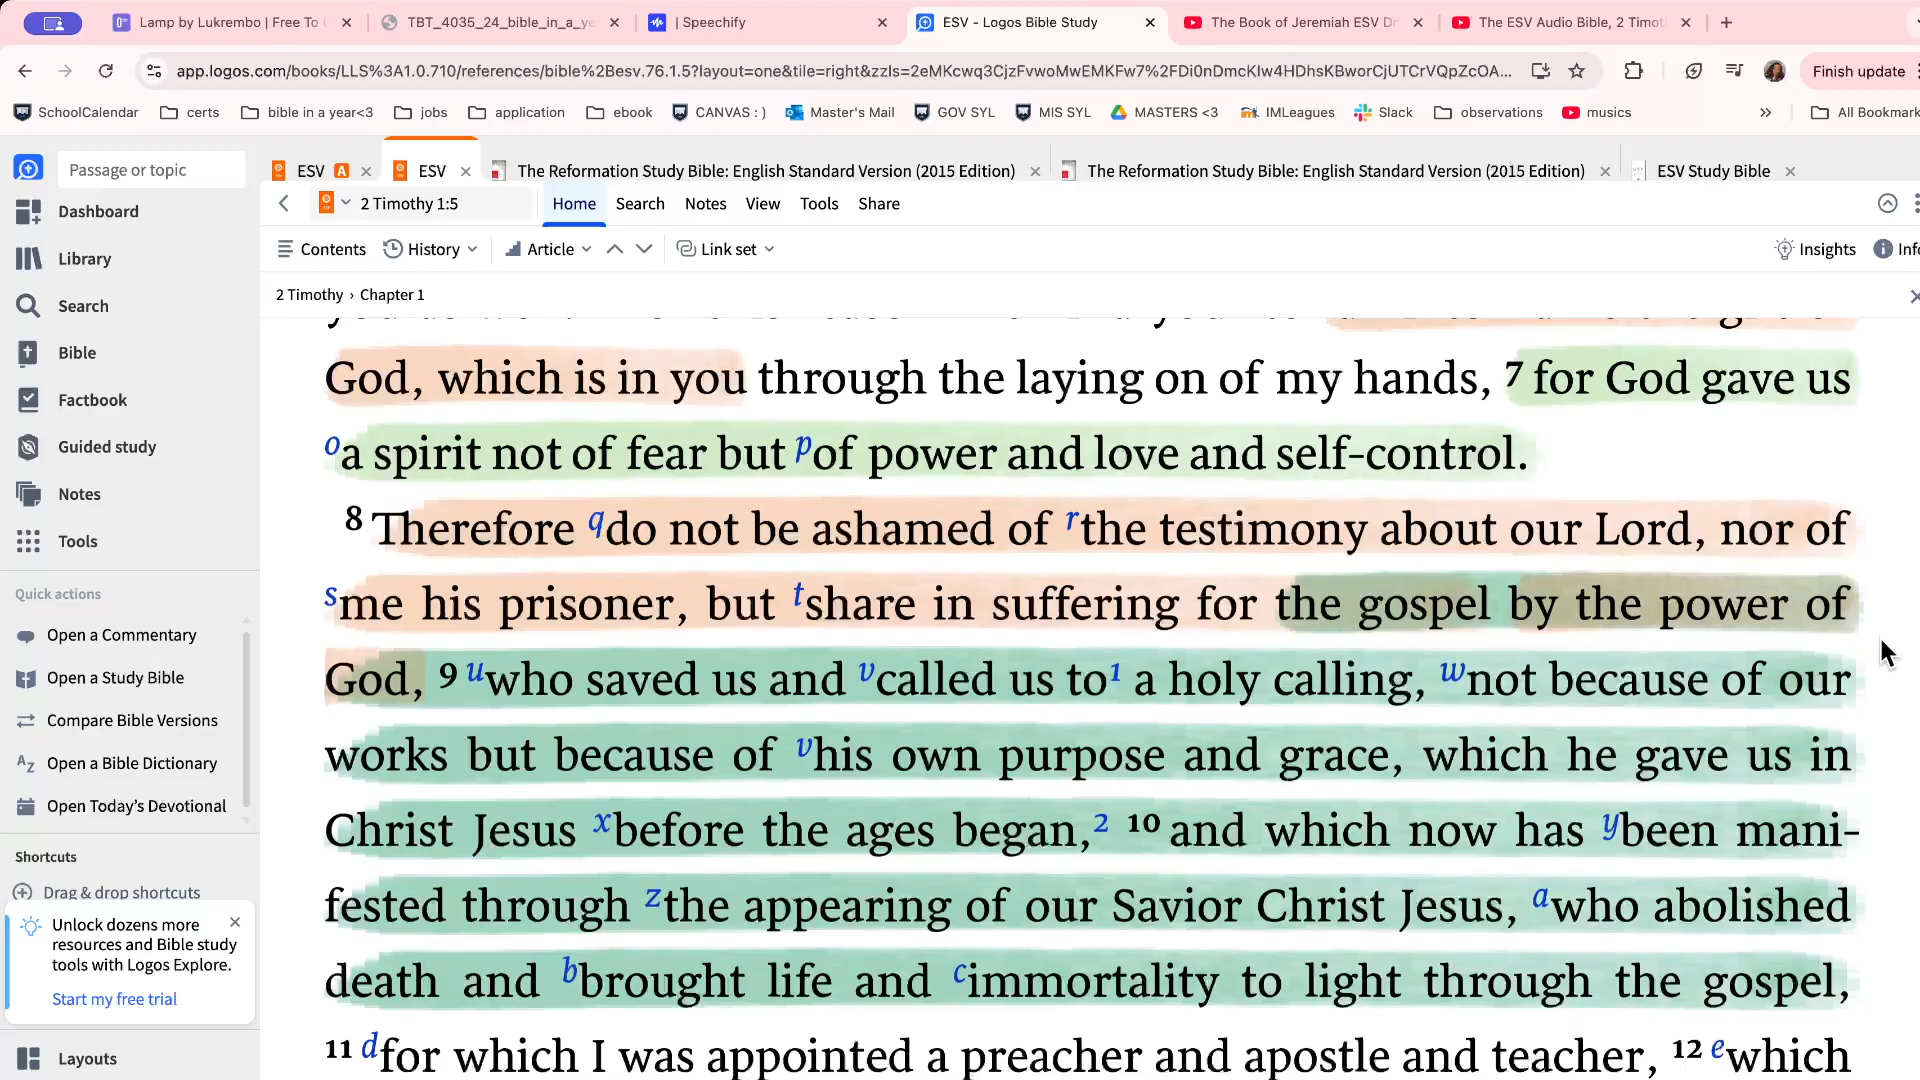 Lamp by Lukrembo | Free To U
TBT_4035_24_bible_in_a_ye
| Speechify
ESV - Logos Bible Study
The Book of Jeremiah ESV Dr
The ESV Audio Bible, 2 Timot
app.logos.com/books/LLS%3A1.0.710/references/bible%2Besv.76.1.5?layout=one&tile=right&zzls=2eMKcwq3CjzFvwoMwEMKFw7%2FDi0nDmcKIw4HDhsKBworCjUTCrVQpZcOA...
Finish update
SchoolCalendar
certs
bible in a year<3
jobs
application
ebook
CANVAS : )
Master's Mail
GOV SYL
MIS SYL
MASTERS <3
IMLeagues
Slack
observations
musics
»
All Bookmark
Passage or topic
ESV A
ESV
The Reformation Study Bible: English Standard Version (2015 Edition)
The Reformation Study Bible: English Standard Version (2015 Edition)
ESV Study Bible
Dashboard
Library
Search
Bible
Factbook
Guided study
Notes
Tools
Quick actions
Open a Commentary
Open a Study Bible
Compare Bible Versions
Open a Bible Dictionary
Open Today's Devotional
Shortcuts
Drag & drop shortcuts
Unlock dozens more
resources and Bible study
tools with Logos Explore.
Start my free trial
Layouts
2 Timothy 1:5
Home
Search
Notes
View
Tools
Share
Contents
History
Article
Link set
Insights
Info
2 Timothy › Chapter 1
God, which is in you through the laying on of my hands, 7 for God gave us
o a spirit not of fear but p of power and love and self-control.
8 Therefore q do not be ashamed of r the testimony about our Lord, nor of
s me his prisoner, but t share in suffering for the gospel by the power of
God, 9 u who saved us and v called us to 1 a holy calling, w not because of our
works but because of v his own purpose and grace, which he gave us in
Christ Jesus x before the ages began, 2 10 and which now has y been mani-
fested through z the appearing of our Savior Christ Jesus, a who abolished
death and b brought life and c immortality to light through the gospel,
11 d for which I was appointed a preacher and apostle and teacher, 12 e which